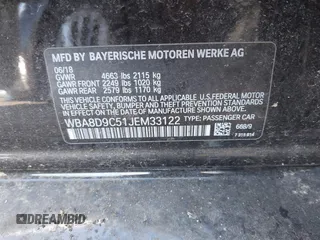 MFD BY BAYERISCHE MOTOREN WERKE AG
06/18
GVWR 4663 lbs 2115 kg
GAWR FRONT 2249 lbs 1020 kg
GAWR REAR 2579 lbs 1170 kg
THIS VEHICLE CONFORMS TO ALL APPLICABLE U.S. FEDERAL MOTOR
VEHICLE SAFETY, BUMPER, AND THEFT PREVENTION
STANDARDS IN EFFECT ON THE DATE OF MANUFACTURE SHOWN ABOVE.
WBA8D9C51JEM33122 TYPE: PASSENGER CAR
668/9
DREAMBID